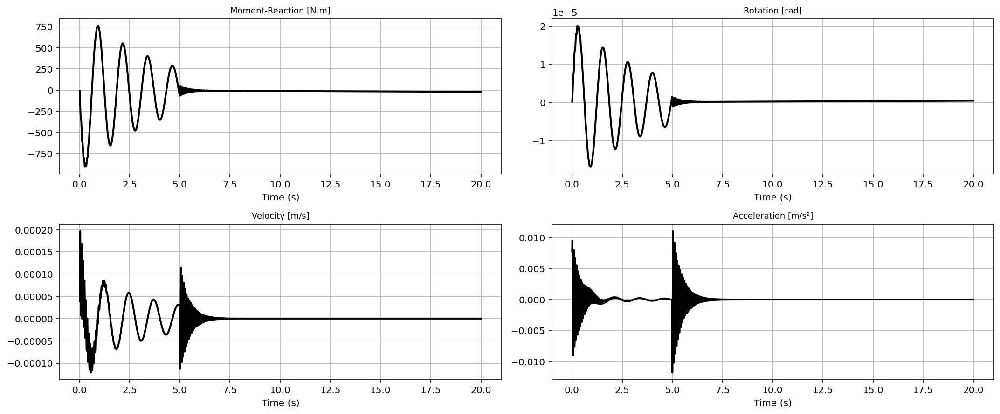 Moment-Reaction [N.m]
750
500
250
0
−250
−500
−750
0.0 2.5 5.0 7.5 10.0 12.5 15.0 17.5 20.0
Time (s)
Rotation [rad]
1e−5
2
1
0
−1
0.0 2.5 5.0 7.5 10.0 12.5 15.0 17.5 20.0
Time (s)
Velocity [m/s]
0.00020
0.00015
0.00010
0.00005
0.00000
−0.00005
−0.00010
0.0 2.5 5.0 7.5 10.0 12.5 15.0 17.5 20.0
Time (s)
Acceleration [m/s²]
0.010
0.005
0.000
−0.005
−0.010
0.0 2.5 5.0 7.5 10.0 12.5 15.0 17.5 20.0
Time (s)